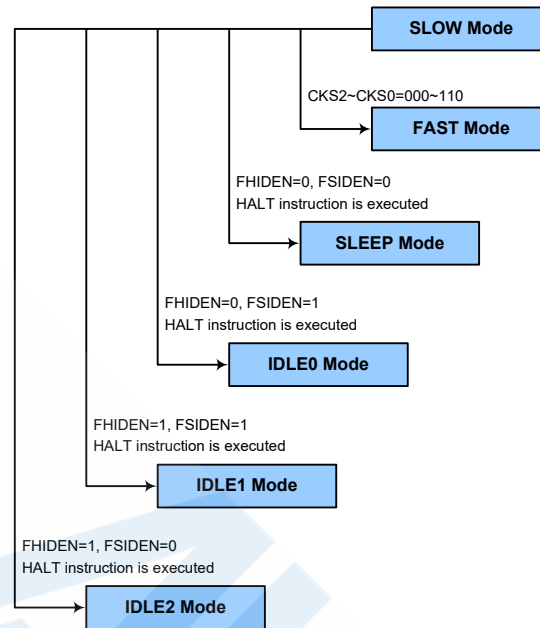 SLOW Mode
CKS2~CKS0=000~110
FAST Mode
FHIDEN=0, FSIDEN=0
HALT instruction is executed
SLEEP Mode
FHIDEN=0, FSIDEN=1
HALT instruction is executed
IDLE0 Mode
FHIDEN=1, FSIDEN=1
HALT instruction is executed
IDLE1 Mode
FHIDEN=1, FSIDEN=0
HALT instruction is executed
IDLE2 Mode